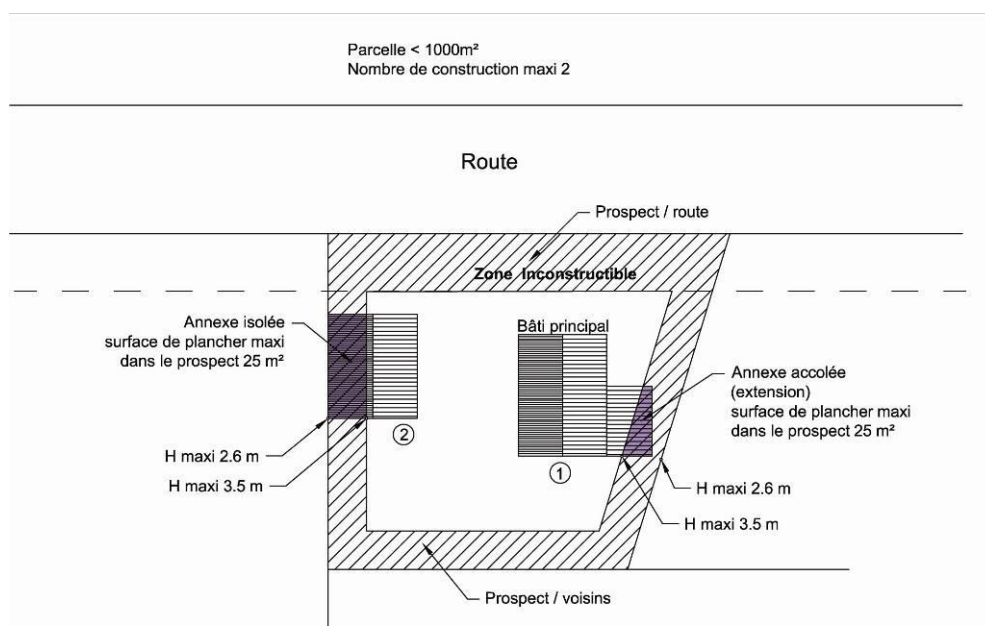 Parcelle < 1000m²
Nombre de construction maxi 2
Route
Prospect / route
Zone Inconstructible
Annexe isolée
surface de plancher maxi
dans le prospect 25 m²
Bâti principal
Annexe accolée
(extension)
surface de plancher maxi
dans le prospect 25 m²
2
1
H maxi 2.6 m
H maxi 3.5 m
H maxi 2.6 m
H maxi 3.5 m
Prospect / voisins